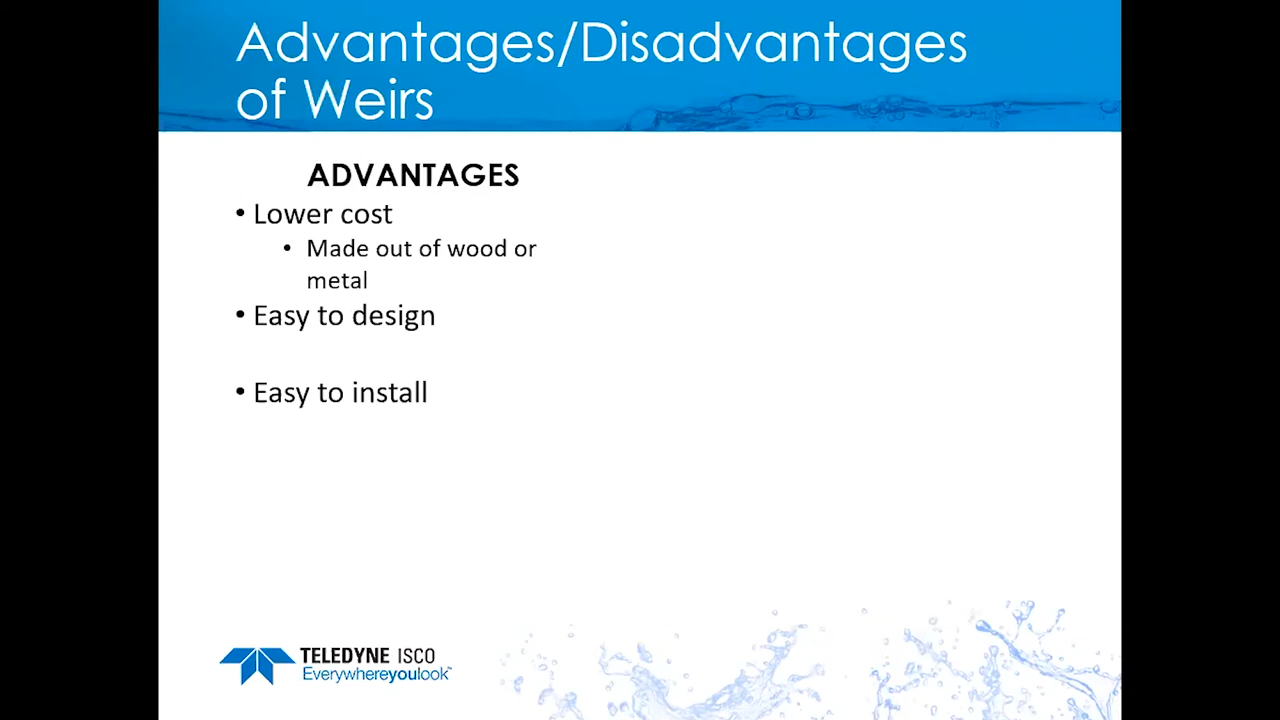 Advantages/Disadvantages
of Weirs
ADVANTAGES
• Lower cost
• Made out of wood or
metal
• Easy to design
• Easy to install
TELEDYNE ISCO
Everywhereyoulook™